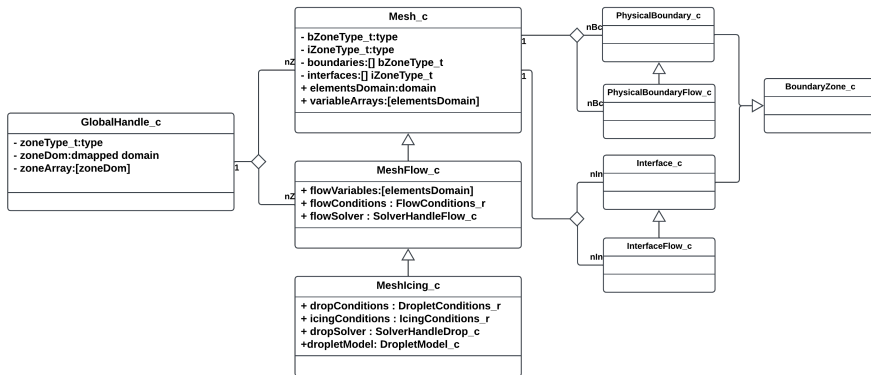 GlobalHandle_c
- zoneType_t:type
- zoneDom:dmapped domain
- zoneArray:[zoneDom]
1
nZ
nZ
Mesh_c
- bZoneType_t:type
- iZoneType_t:type
- boundaries:[] bZoneType_t
- interfaces:[] iZoneType_t
+ elementsDomain:domain
+ variableArrays:[elementsDomain]
1
1
MeshFlow_c
+ flowVariables:[elementsDomain]
+ flowConditions : FlowConditions_r
+ flowSolver : SolverHandleFlow_c
MeshIcing_c
+ dropConditions : DropletConditions_r
+ icingConditions : IcingConditions_r
+ dropSolver : SolverHandleDrop_c
+dropletModel: DropletModel_c
nBc
PhysicalBoundary_c
nBc
PhysicalBoundaryFlow_c
nIn
Interface_c
nIn
InterfaceFlow_c
BoundaryZone_c